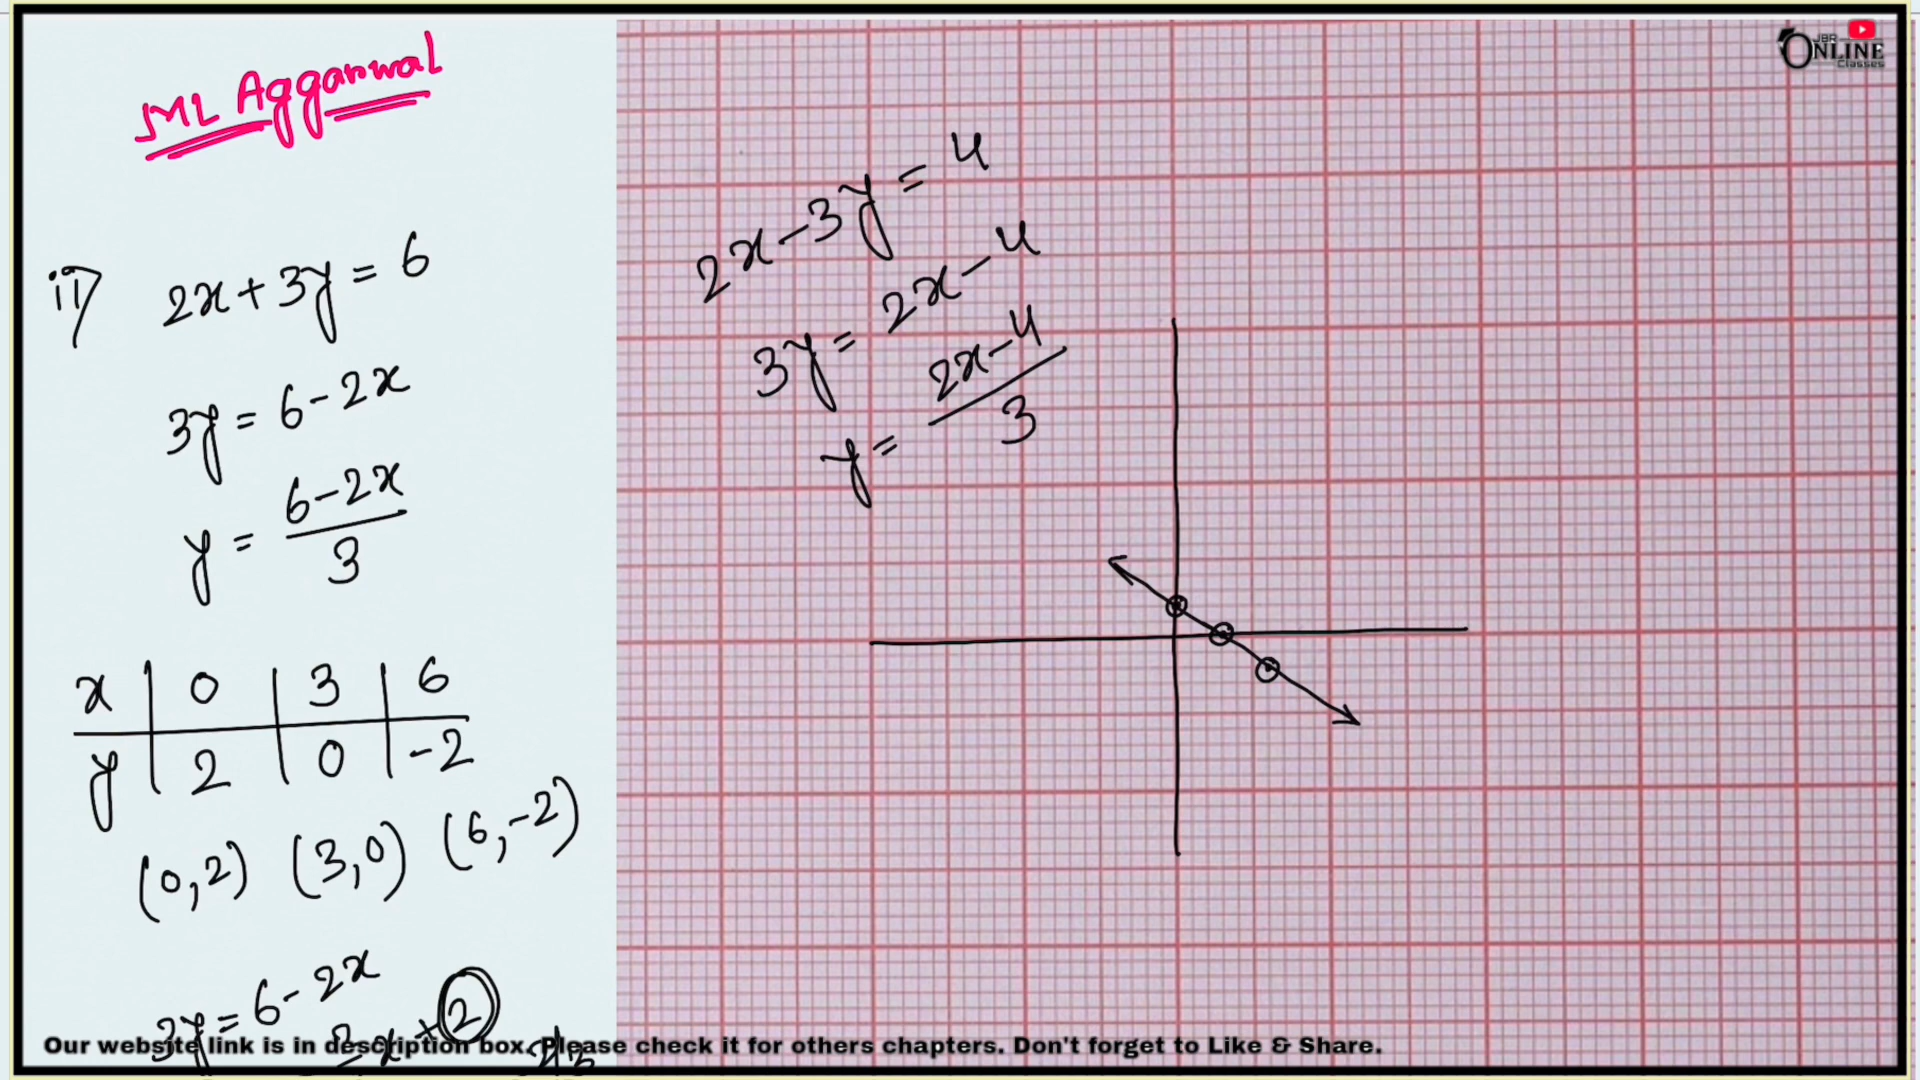 ML Aggarwal
ii) 2x + 3y = 6
3y = 6 - 2x
y = 6 - 2x / 3
x | 0 | 3 | 6
y | 2 | 0 | -2
(0,2) (3,0) (6,-2)
3y = 6 - 2x
x + 2
2x - 3y = 4
3y = 2x - 4
y = 2x - 4 / 3
JBR
ONLINE
Classes
Our website link is in description box. Please check it for others chapters. Don't forget to Like & Share.